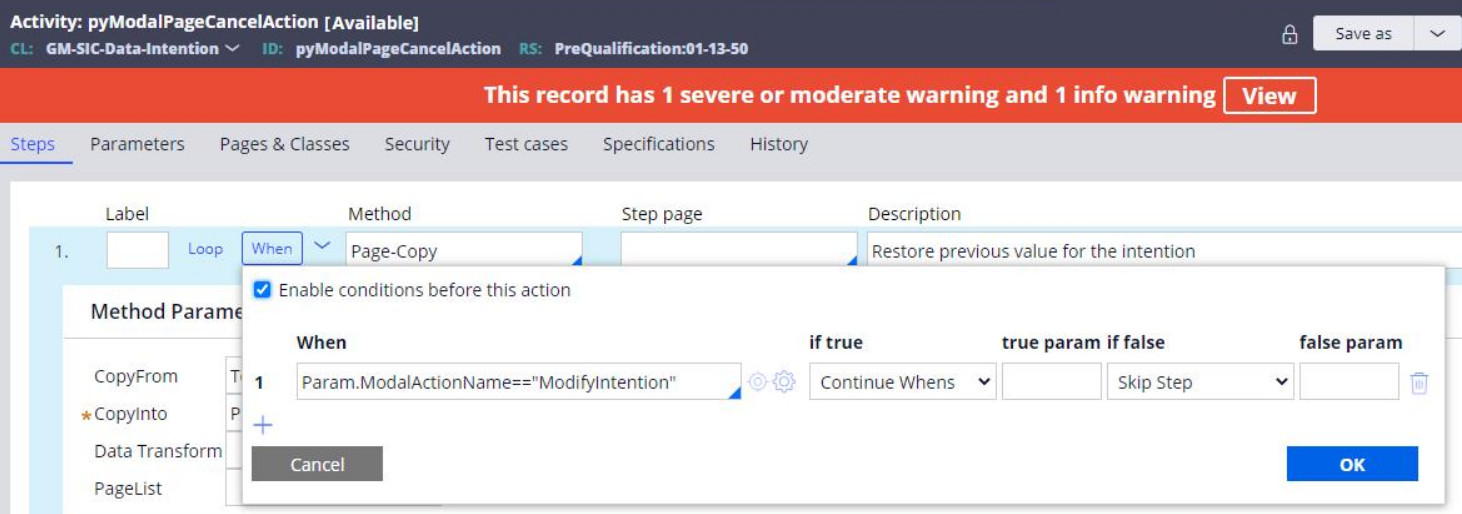 Activity: pyModalPageCancelAction [Available]
CL: GM-SIC-Data-Intention ID: pyModalPageCancelAction RS: PreQualification:01-13-50
Save as
This record has 1 severe or moderate warning and 1 info warning View
Steps Parameters Pages & Classes Security Test cases Specifications History
Label Method Step page Description
1. Loop When Page-Copy Restore previous value for the intention
Enable conditions before this action
Method Parame
When if true true param if false false param
CopyFrom
1 Param.ModalActionName=="ModifyIntention" Continue Whens Skip Step
*CopyInto P
Data Transform
Cancel OK
PageList